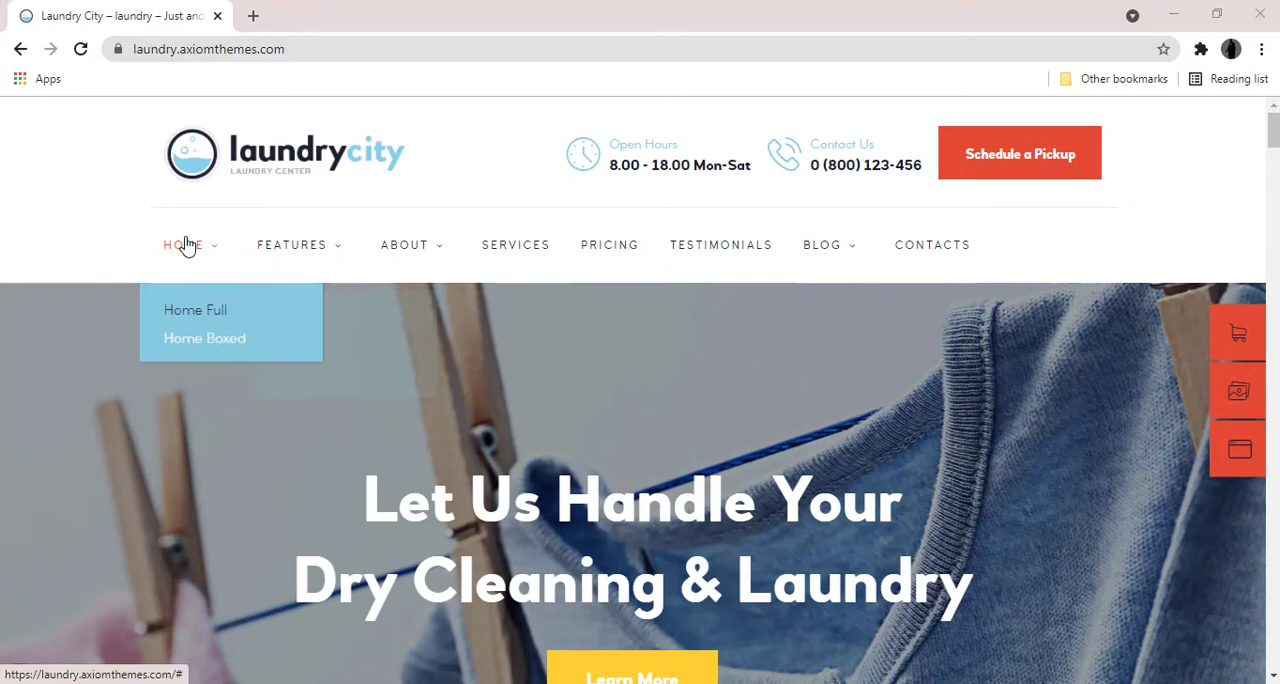 Laundry City – laundry – Just ano
laundry.axiomthemes.com
Apps
Other bookmarks
Reading list
laundrycity
LAUNDRY CENTER
Open Hours
8.00 - 18.00 Mon-Sat
Contact Us
0 (800) 123-456
Schedule a Pickup
HOME FEATURES ABOUT SERVICES PRICING TESTIMONIALS BLOG CONTACTS
Home Full
Home Boxed
Let Us Handle Your
Dry Cleaning & Laundry
Learn More
https://laundry.axiomthemes.com/#